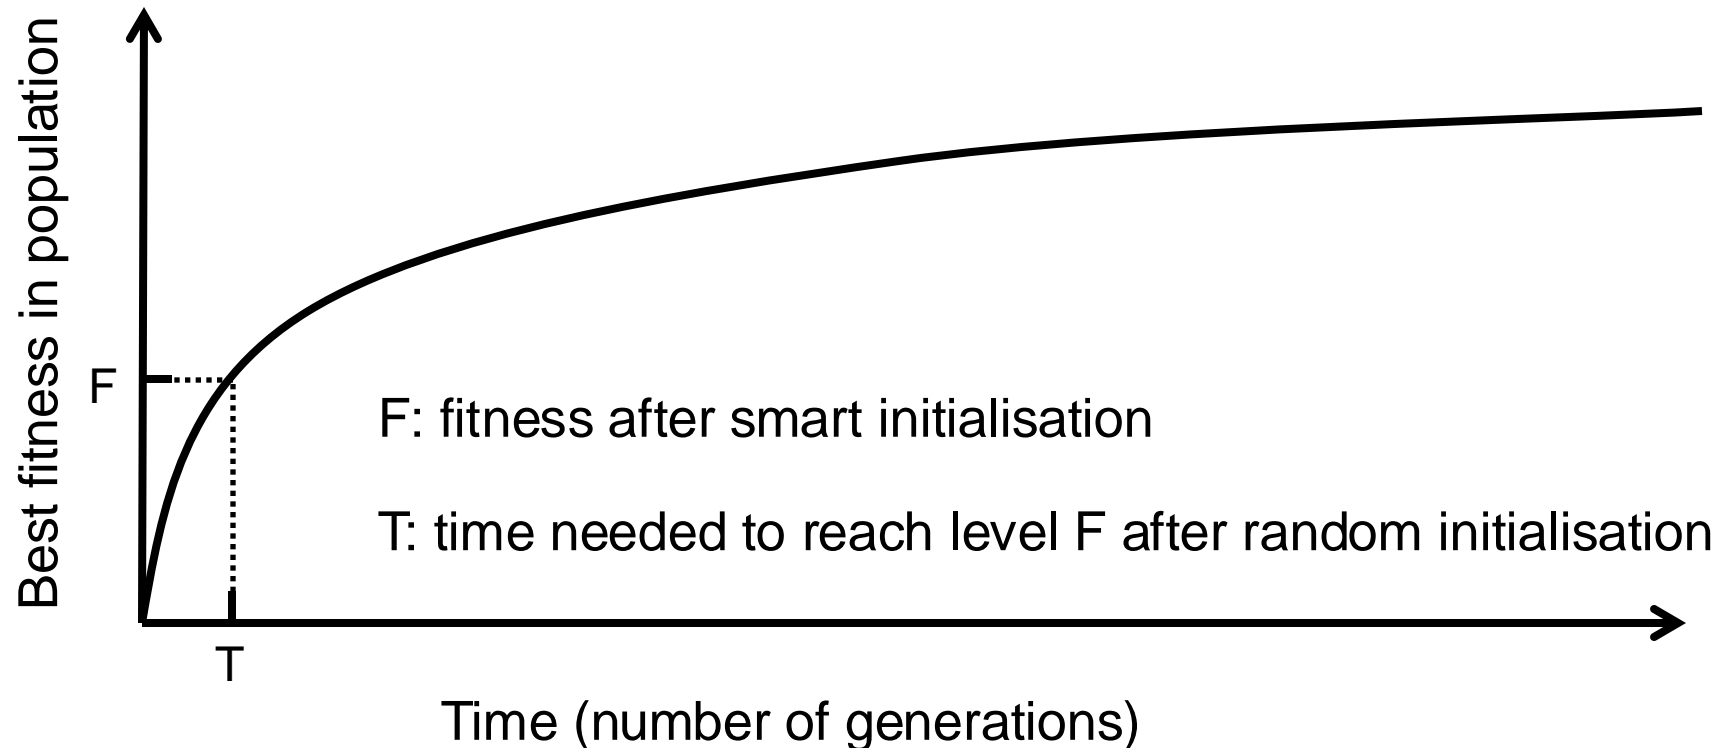 Best fitness in population
F
F: fitness after smart initialisation
T: time needed to reach level F after random initialisation
T
Time (number of generations)